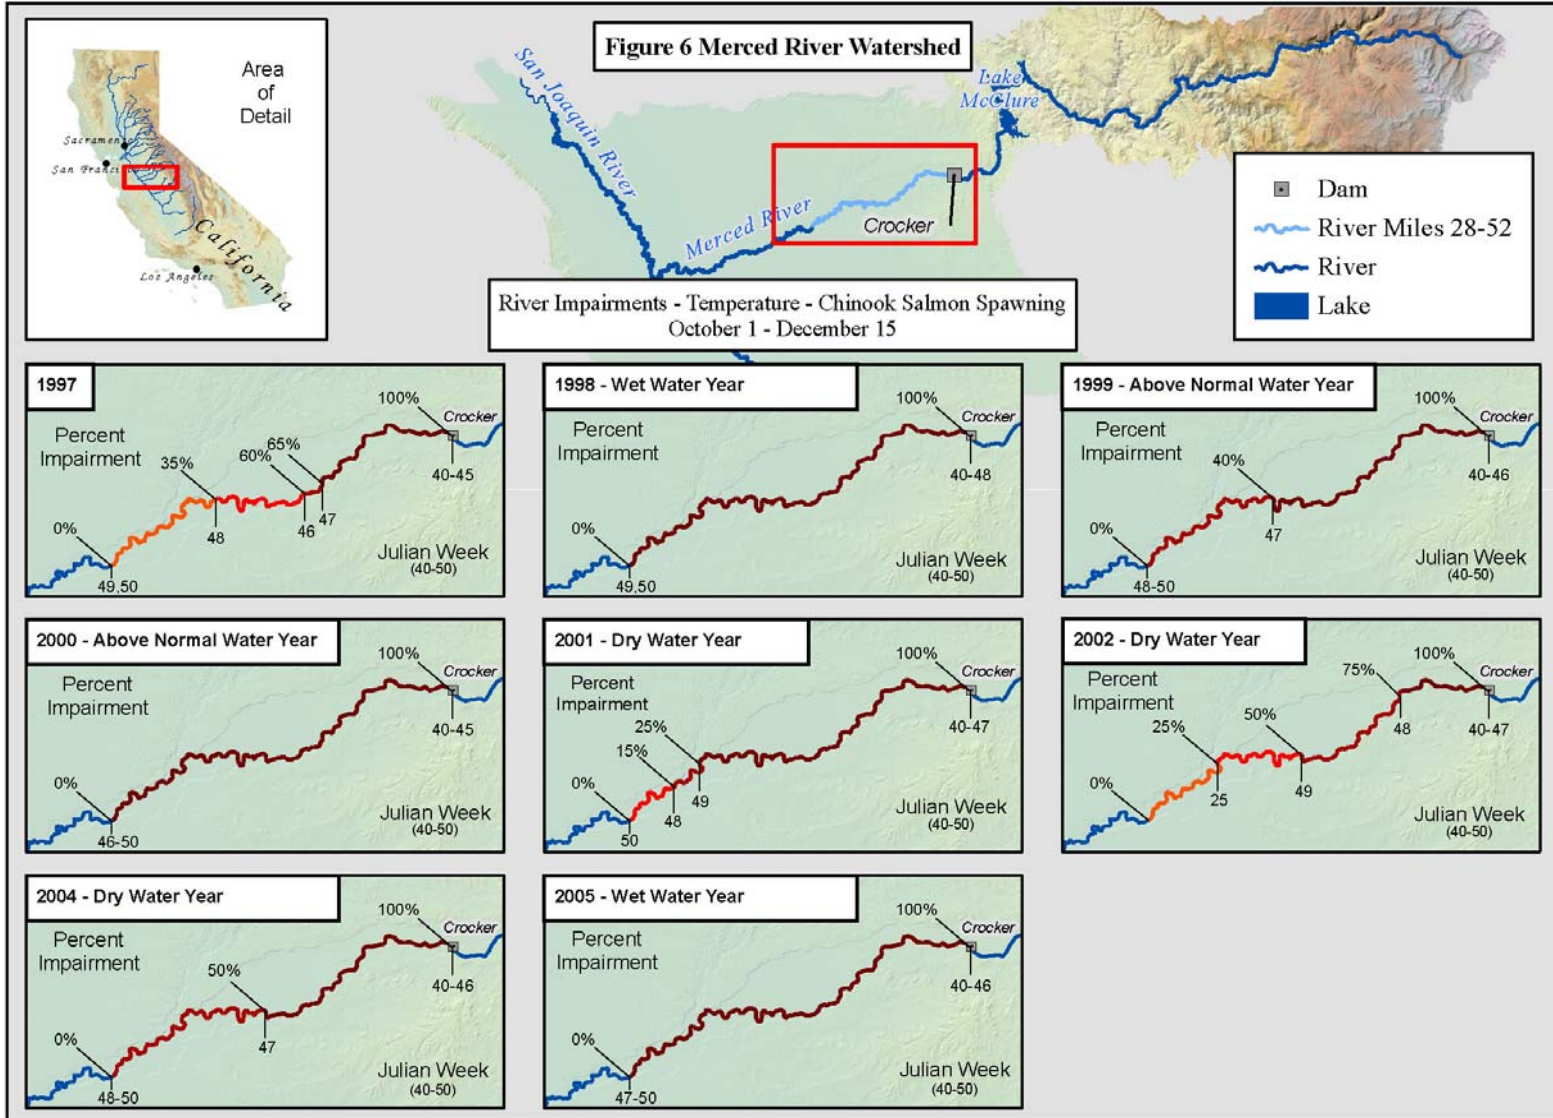 Figure 6 Merced River Watershed
Area
of
Detail
Sacramento
San Francisco
Los Angeles
California
San Joaquin River
Merced River
Lake
McClure
Crocker
Dam
River Miles 28-52
River
Lake
River Impairments - Temperature - Chinook Salmon Spawning
October 1 - December 15
1997
Percent
Impairment
0%
35%
60%
65%
100%
Crocker
49,50
48
46
47
40-45
Julian Week
(40-50)
1998 - Wet Water Year
Percent
Impairment
0%
100%
Crocker
49,50
40-48
Julian Week
(40-50)
1999 - Above Normal Water Year
Percent
Impairment
0%
40%
100%
Crocker
48-50
47
40-46
Julian Week
(40-50)
2000 - Above Normal Water Year
Percent
Impairment
0%
100%
Crocker
46-50
40-45
Julian Week
(40-50)
2001 - Dry Water Year
Percent
Impairment
0%
15%
25%
100%
Crocker
50
48
49
40-47
Julian Week
(40-50)
2002 - Dry Water Year
Percent
Impairment
0%
25%
50%
75%
100%
Crocker
25
49
48
40-47
Julian Week
(40-50)
2004 - Dry Water Year
Percent
Impairment
0%
50%
100%
Crocker
48-50
47
40-46
Julian Week
(40-50)
2005 - Wet Water Year
Percent
Impairment
0%
100%
Crocker
47-50
40-46
Julian Week
(40-50)